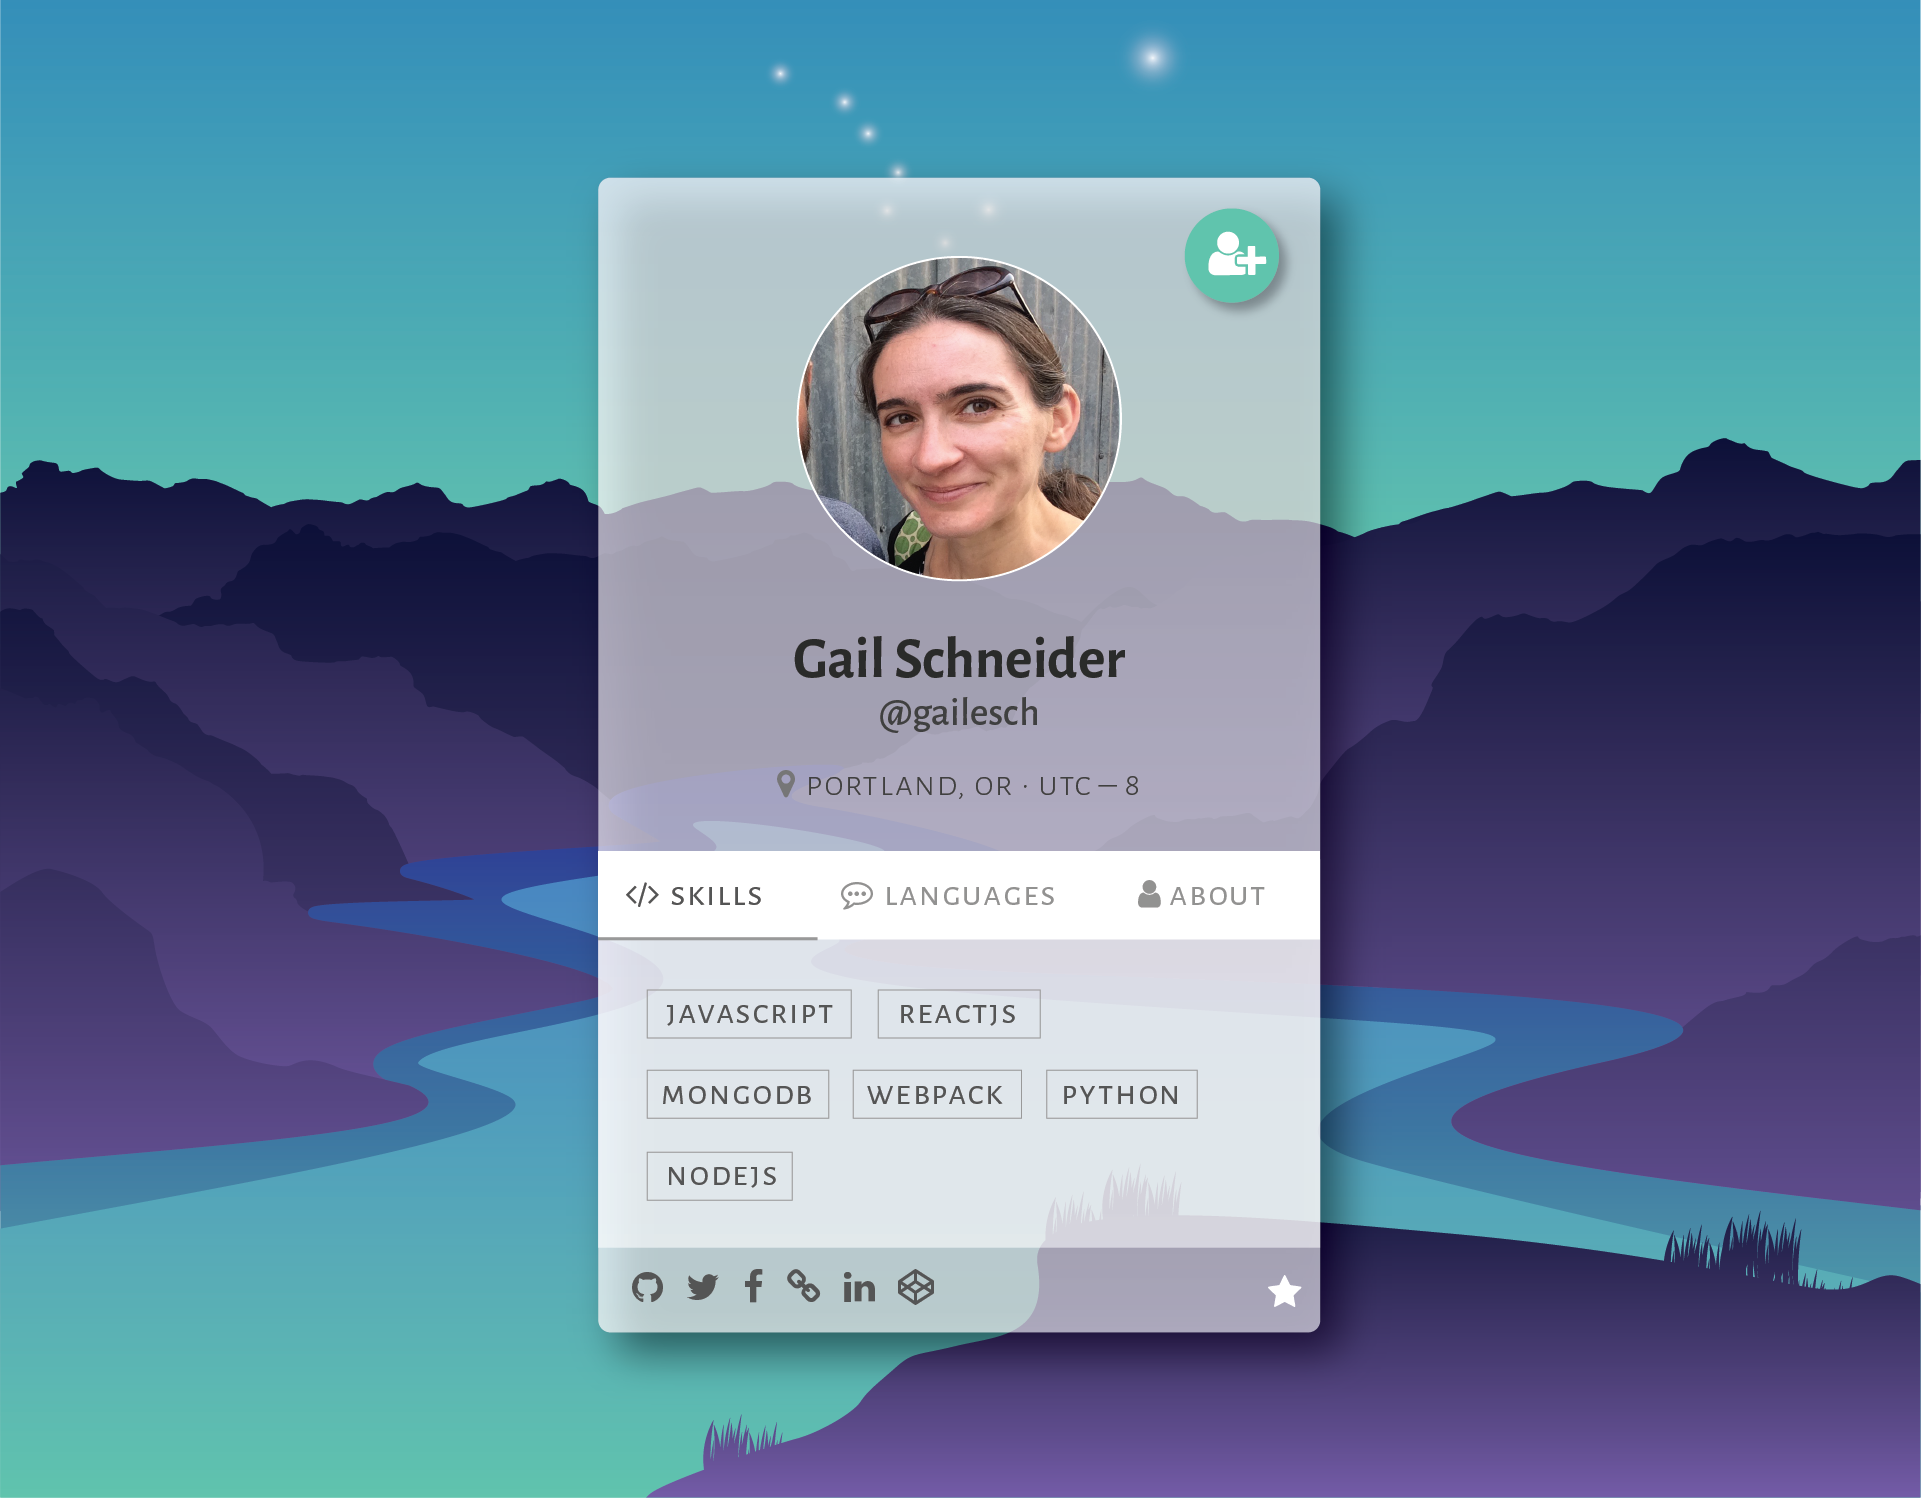 Gail Schneider
@gailesch
PORTLAND, OR · UTC – 8
</> SKILLS LANGUAGES ABOUT
JAVASCRIPT REACTJS
MONGODB WEBPACK PYTHON
NODEJS